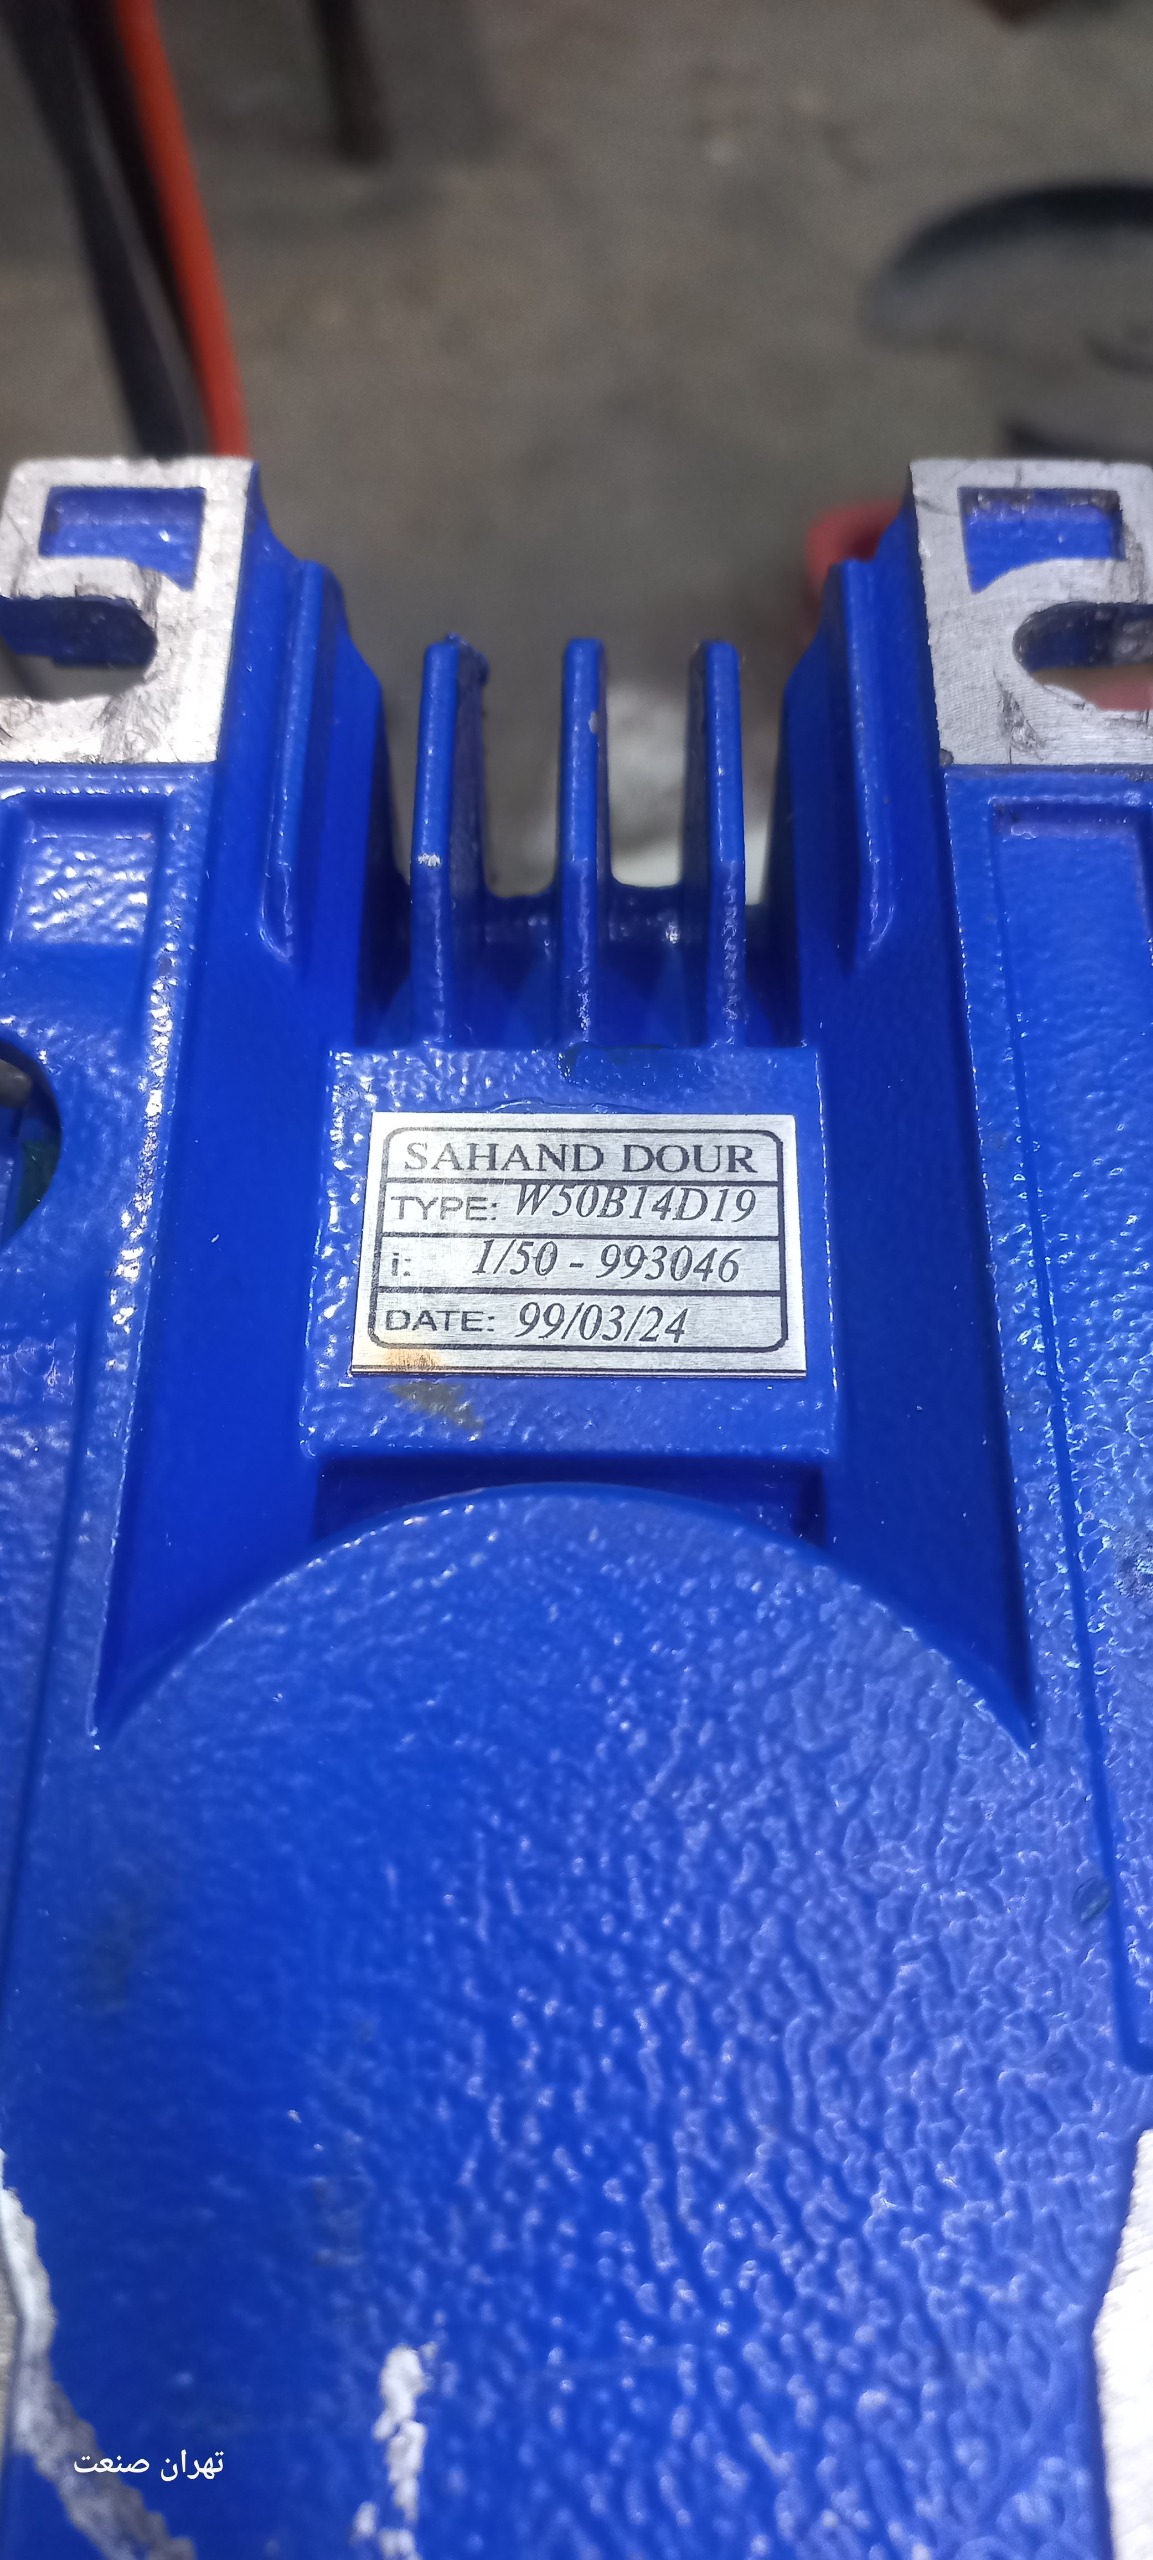 SAHAND DOUR
TYPE: W50B14D19
i: 1/50 - 993046
DATE: 99/03/24
تهران صنعت